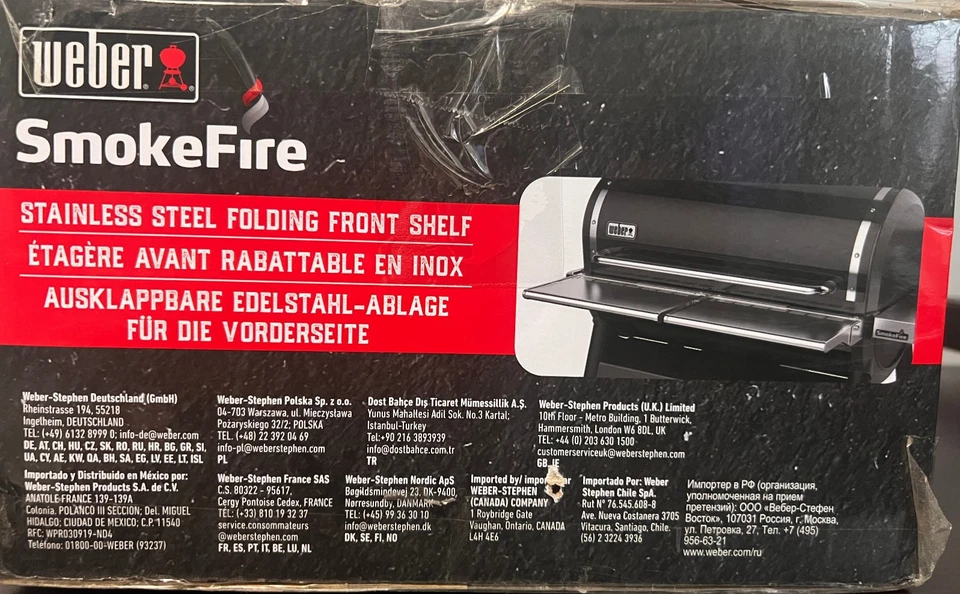 weber
SmokeFire
STAINLESS STEEL FOLDING FRONT SHELF
ÉTAGÈRE AVANT RABATTABLE EN INOX
AUSKLAPPBARE EDELSTAHL-ABLAGE
FÜR DIE VORDERSEITE
weber
SmokeFire
Weber-Stephen Deutschland (GmbH)
Rheinstrasse 194, 55218
Ingelheim, DEUTSCHLAND
TEL: (+49) 6132 8999 0; info-de@weber.com
DE, AT, CH, HU, CZ, SK, RO, RU, HR, BG, GR, SI,
UA, CY, AE, KW, QA, BH, SA, EG, LV, EE, LT, ISL
Weber-Stephen Polska Sp. z o.o.
04-703 Warszawa, ul. Mieczysława
Pożaryskiego 32/2; POLSKA
TEL. (+48) 22 392 04 69
info-pl@weberstephen.com
PL
Dost Bahçe Dış Ticaret Mümessillik A.Ş.
Yunus Mahallesi Adil Sok. No.3 Kartal;
Istanbul-Turkey
Tel:+90 216 3893939
info@dostbahce.com.tr
TR
Weber-Stephen Products (U.K.) Limited
10th Floor - Metro Building, 1 Butterwick,
Hammersmith, London W6 8DL, UK
TEL: +44 (0) 203 630 1500
customerserviceuk@weberstephen.com
GB, IE
Importado y Distribuido en México por:
Weber-Stephen Products S.A. de C.V.
ANATOLE FRANCE 139-139A
Colonia. POLANCO III SECCIÓN; Del. MIGUEL
HIDALGO; CIUDAD DE MEXICO; C.P. 11540
RFC: WPR030919-ND4
Teléfono: 01800-00-WEBER (93237)
Weber-Stephen France SAS
C.S. 80322 - 95617,
Cergy Pontoise Cedex, FRANCE
TÉL: (+33) 810 19 32 37
service.consommateurs
@weberstephen.com
FR, ES, PT, IT, BE, LU, NL
Weber-Stephen Nordic ApS
Bøgildsmindevej 23, DK-9400,
Nørresundby, DANMARK
TEL: (+45) 99 36 30 10
info@weberstephen.dk
DK, SE, FI, NO
Imported by/
WEBER-STEPHEN
(CANADA) COMPANY
1 Roybridge Gate
Vaughan, Ontario, CANADA
L4H 4E6
Importado Por: Weber
Stephen Chile SpA.
Rut N° 76.545.608-8
Ave. Nueva Costanera 3705
Vitacura, Santiago, Chile.
(56) 2 3224 3936
Импортер в РФ (организация,
уполномоченная на прием
претензий): ООО «Вебер-Стефен
Восток», 107031 Россия, г. Москва,
ул. Петровка, 27, Тел. +7 (495)
956-63-21
www.weber.com/ru